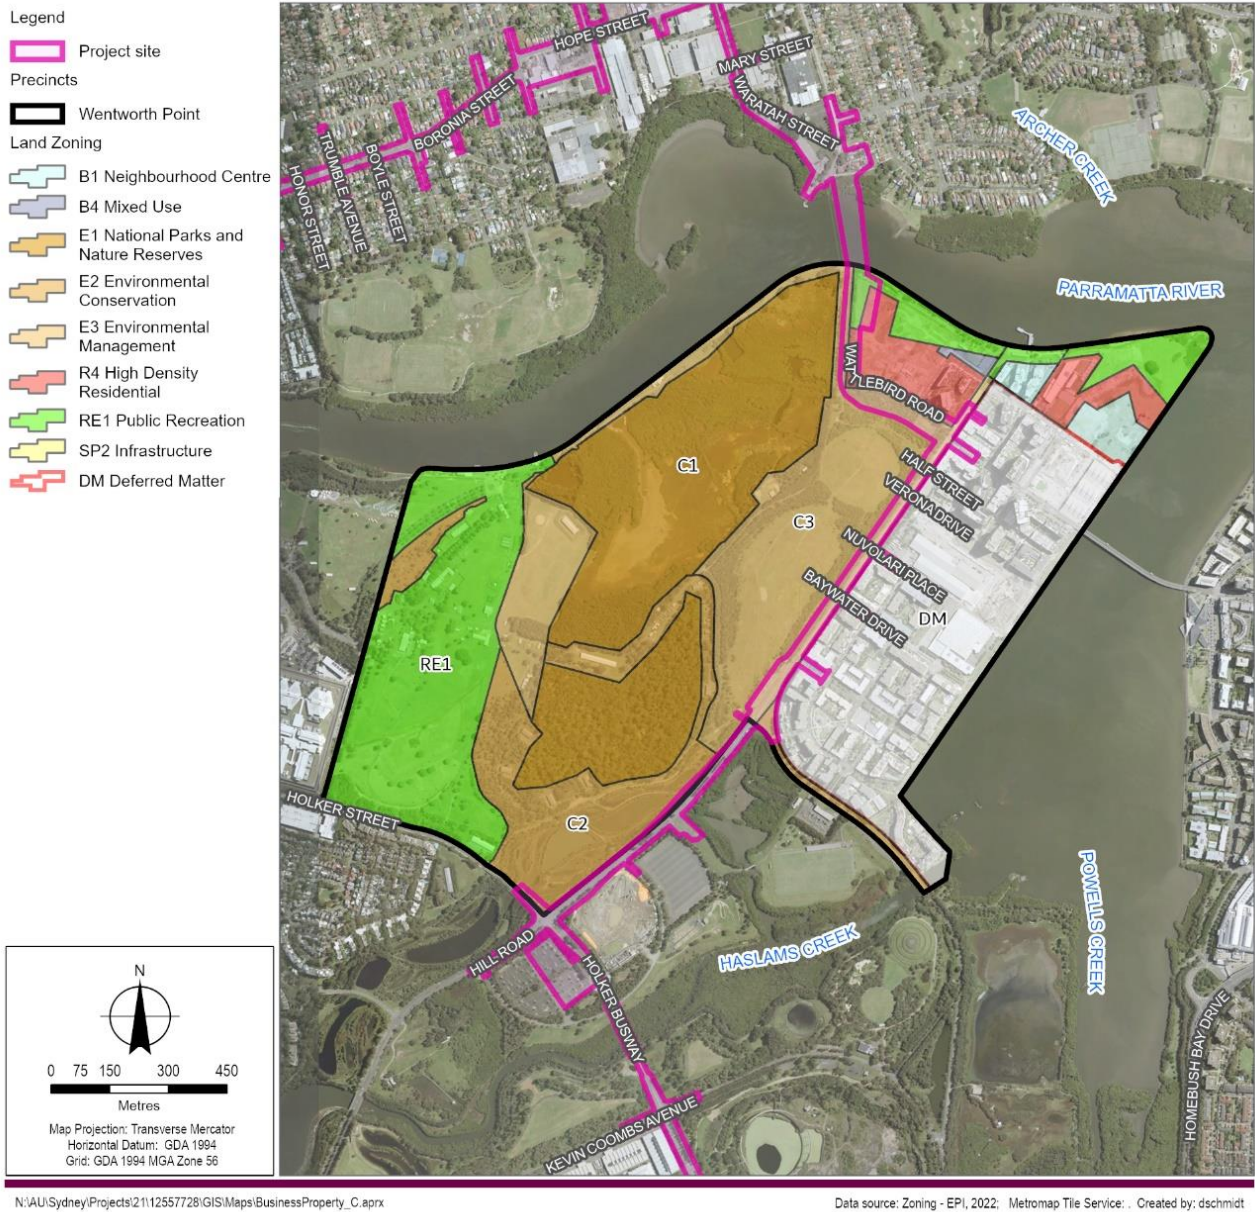 Legend
Project site
Precincts
Wentworth Point
Land Zoning
B1 Neighbourhood Centre
B4 Mixed Use
E1 National Parks and
Nature Reserves
E2 Environmental
Conservation
E3 Environmental
Management
R4 High Density
Residential
RE1 Public Recreation
SP2 Infrastructure
DM Deferred Matter
HOPE STREET
MARY STREET
BORONIA STREET
WARATAH STREET
TRUMBLE AVENUE
BOYLE STREET
HONOR STREET
ARCHER CREEK
PARRAMATTA RIVER
WATTLEBIRD ROAD
C1
HALF STREET
VERONA DRIVE
C3
NUVOLARI PLACE
BAYWATER DRIVE
DM
RE1
HOLKER STREET
C2
POWELLS CREEK
HASLAMS CREEK
HILL ROAD
HOLKER BUSWAY
HOMEBUSH BAY DRIVE
KEVIN COOMBS AVENUE
N
0 75 150 300 450
Metres
Map Projection: Transverse Mercator
Horizontal Datum: GDA 1994
Grid: GDA 1994 MGA Zone 56
N:\AU\Sydney\Projects\21\12557728\GIS\Maps\BusinessProperty_C.aprx
Data source: Zoning - EPI, 2022; Metromap Tile Service: . Created by: dschmidt